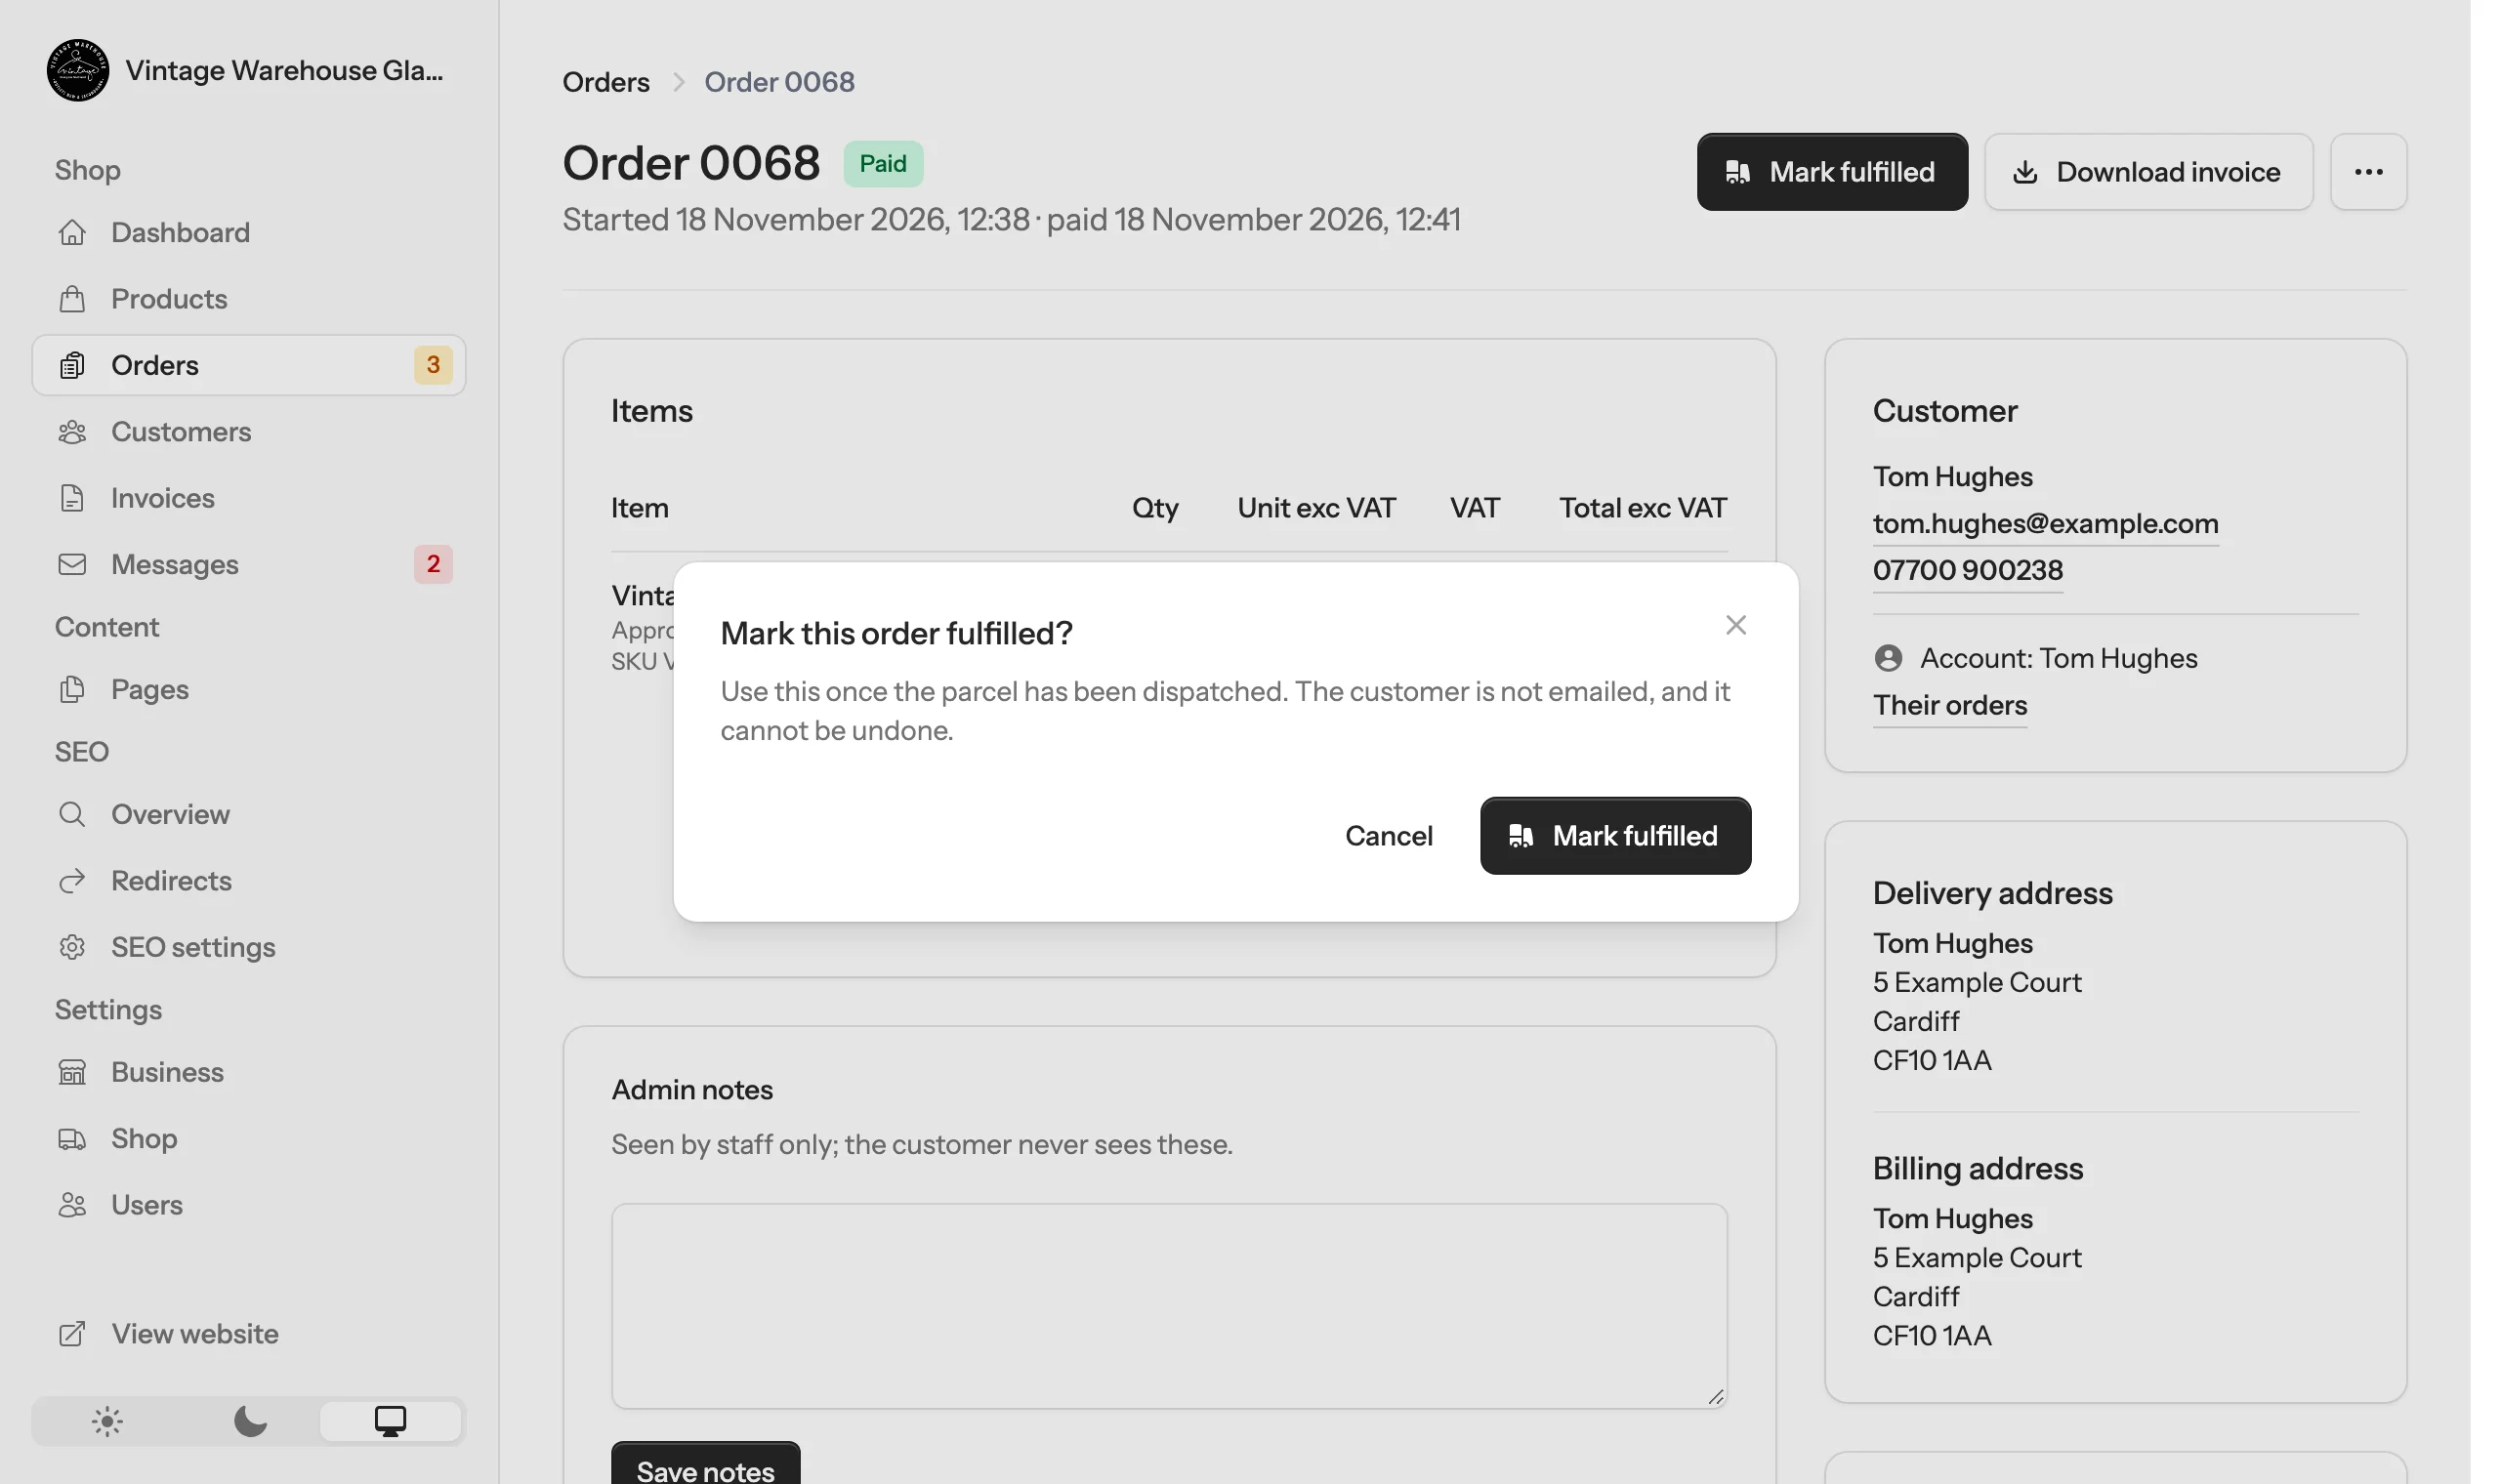 Vintage Warehouse Gla...
Shop
Dashboard
Products
Orders 3
Customers
Invoices
Messages 2
Content
Pages
SEO
Overview
Redirects
SEO settings
Settings
Business
Shop
Users
View website
Orders > Order 0068
Order 0068 Paid
Started 18 November 2026, 12:38 · paid 18 November 2026, 12:41
Mark fulfilled
Download invoice
Items
Item Qty Unit exc VAT VAT Total exc VAT
SKU
Mark this order fulfilled?
Use this once the parcel has been dispatched. The customer is not emailed, and it
cannot be undone.
Cancel
Mark fulfilled
Admin notes
Seen by staff only; the customer never sees these.
Save notes
Customer
Tom Hughes
tom.hughes@example.com
07700 900238
Account: Tom Hughes
Their orders
Delivery address
Tom Hughes
5 Example Court
Cardiff
CF10 1AA
Billing address
Tom Hughes
5 Example Court
Cardiff
CF10 1AA